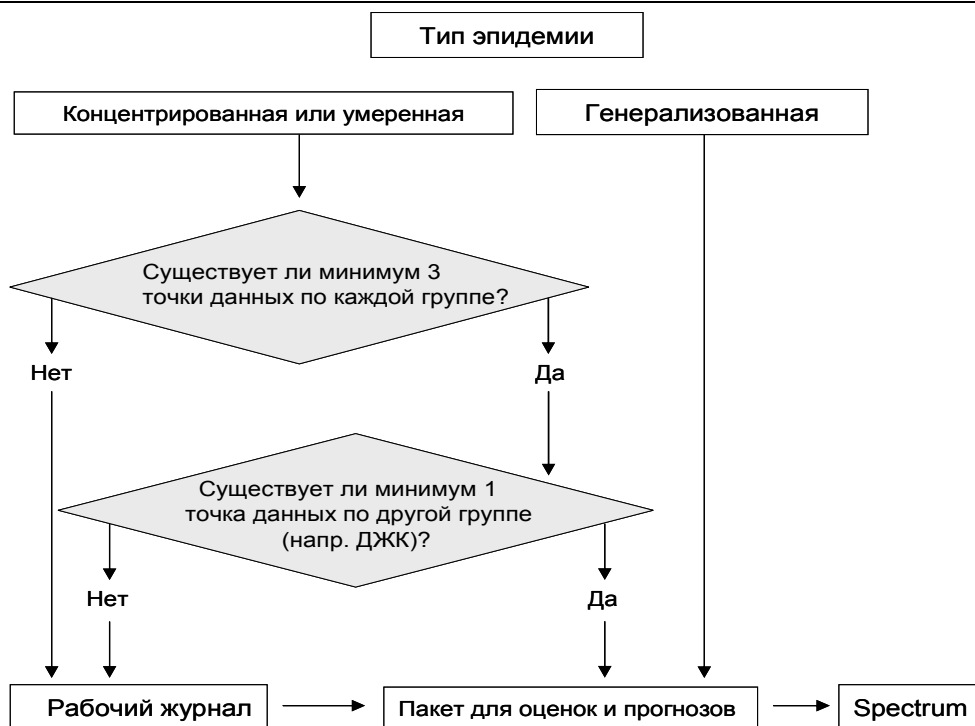 Тип эпидемии
Концентрированная или умеренная
Генерализованная
Существует ли минимум 3
точки данных по каждой группе?
Нет
Да
Существует ли минимум 1
точка данных по другой группе
(напр. ДЖК)?
Нет
Да
Рабочий журнал
Пакет для оценок и прогнозов
Spectrum